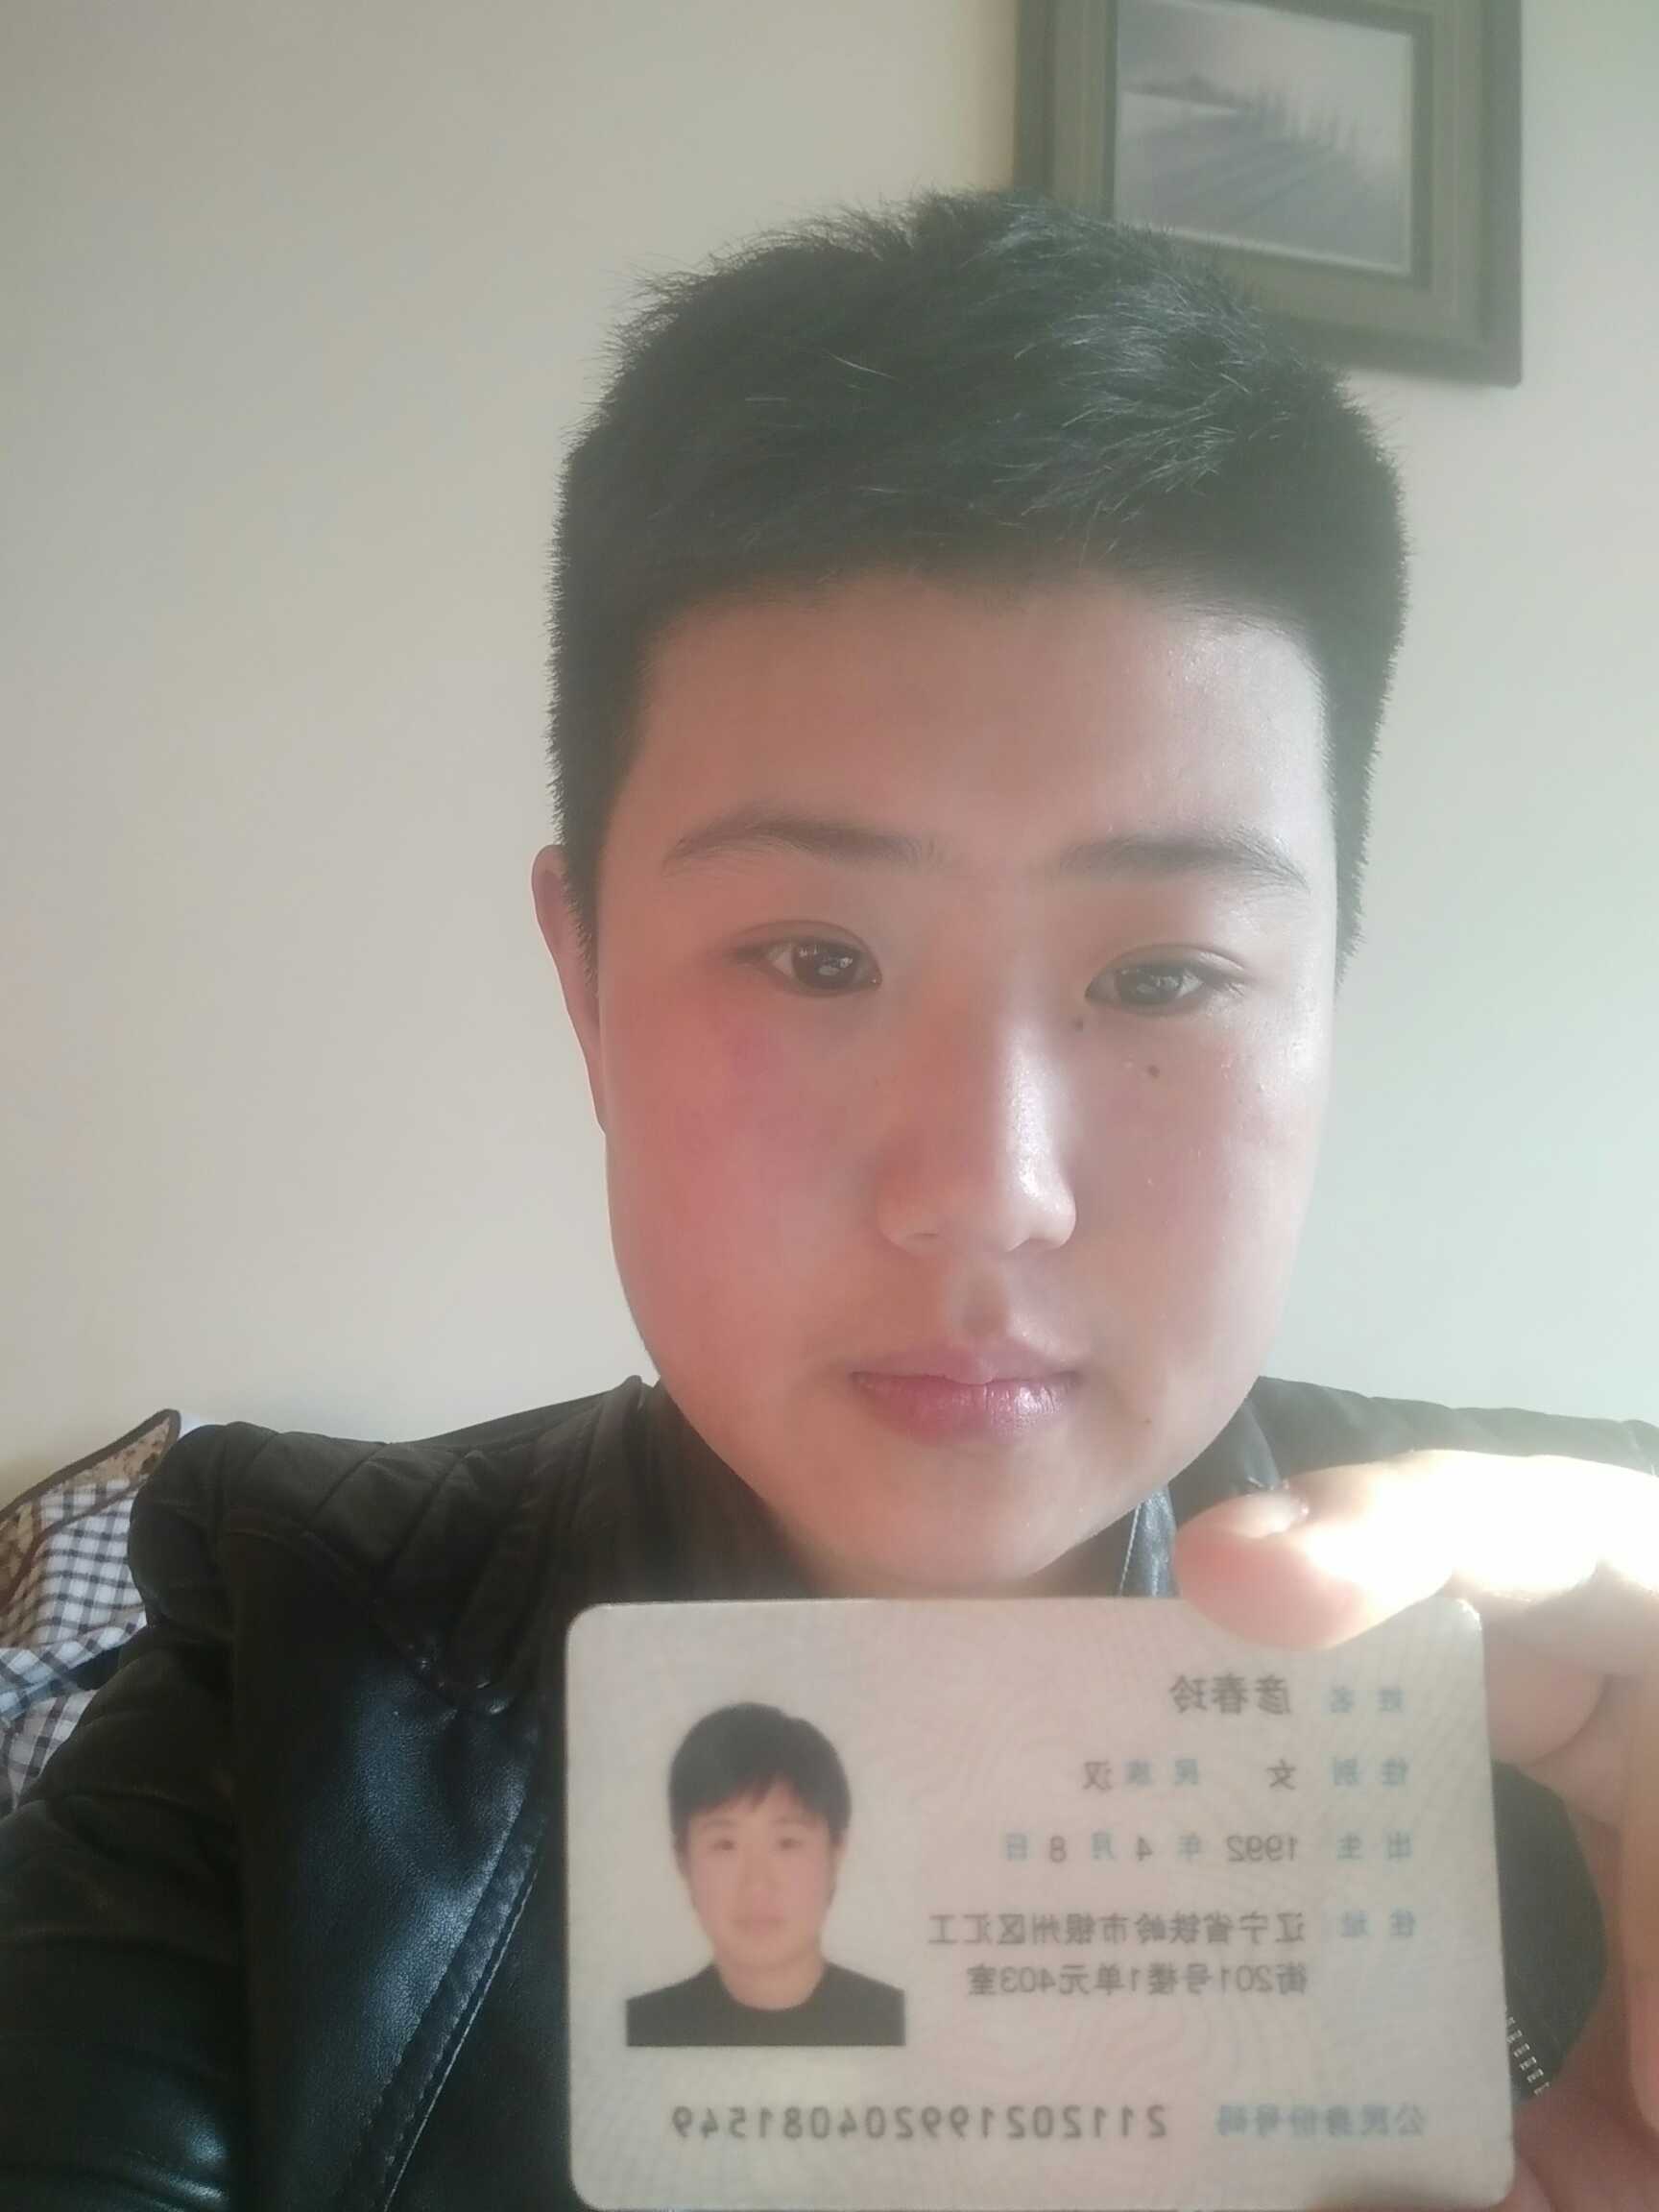 姓名 彦春玲
性别 女 民族 汉
出生 1992 年 4 月 8 日
住址 辽宁省铁岭市银州区汇工
街201号楼1单元403室
公民身份号码 211202199204081549